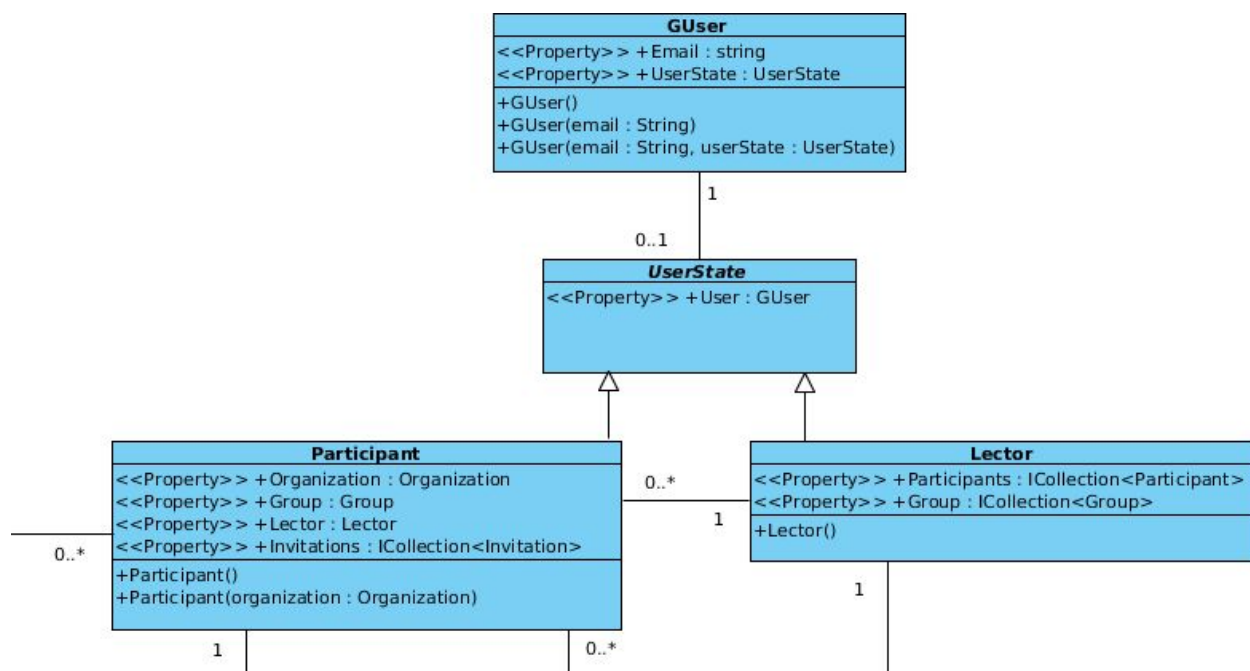 GUser
<<Property>> +Email : string
<<Property>> +UserState : UserState
+GUser()
+GUser(email : String)
+GUser(email : String, userState : UserState)
1
0..1
UserState
<<Property>> +User : GUser
Participant
<<Property>> +Organization : Organization
<<Property>> +Group : Group
<<Property>> +Lector : Lector
<<Property>> +Invitations : ICollection<Invitation>
+Participant()
+Participant(organization : Organization)
0..*
1
Lector
<<Property>> +Participants : ICollection<Participant>
<<Property>> +Group : ICollection<Group>
+Lector()
0..*
1
0..*
1